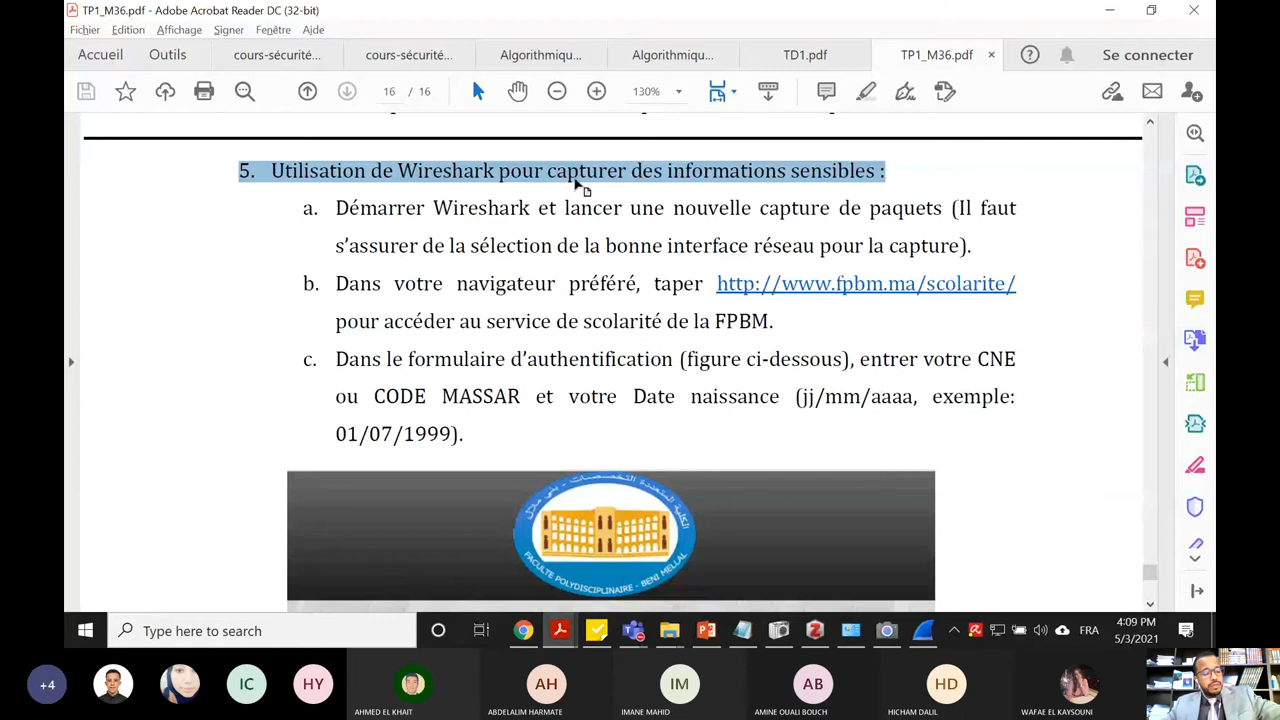 TP1_M36.pdf - Adobe Acrobat Reader DC (32-bit)
Fichier Edition Affichage Signer Fenêtre Aide
Accueil Outils cours-sécurité... cours-sécurité... Algorithmiqu... Algorithmiqu... TD1.pdf TP1_M36.pdf × Se connecter
16 / 16 130%
5. Utilisation de Wireshark pour capturer des informations sensibles :
a. Démarrer Wireshark et lancer une nouvelle capture de paquets (Il faut
s'assurer de la sélection de la bonne interface réseau pour la capture).
b. Dans votre navigateur préféré, taper http://www.fpbm.ma/scolarite/
pour accéder au service de scolarité de la FPBM.
c. Dans le formulaire d'authentification (figure ci-dessous), entrer votre CNE
ou CODE MASSAR et votre Date naissance (jj/mm/aaaa, exemple:
01/07/1999).
الكلية المتعددة التخصصات - بني ملال
FACULTE POLYDISCIPLINAIRE - BENI MELLAL
Type here to search
FRA
4:09 PM
5/3/2021
+4 IC HY AH IM AB HD
AHMED EL KHAIT ABDELALIM HARMATE IMANE MAHID AMINE OUALI BOUCH HICHAM DALIL WAFAE EL KAYSOUNI